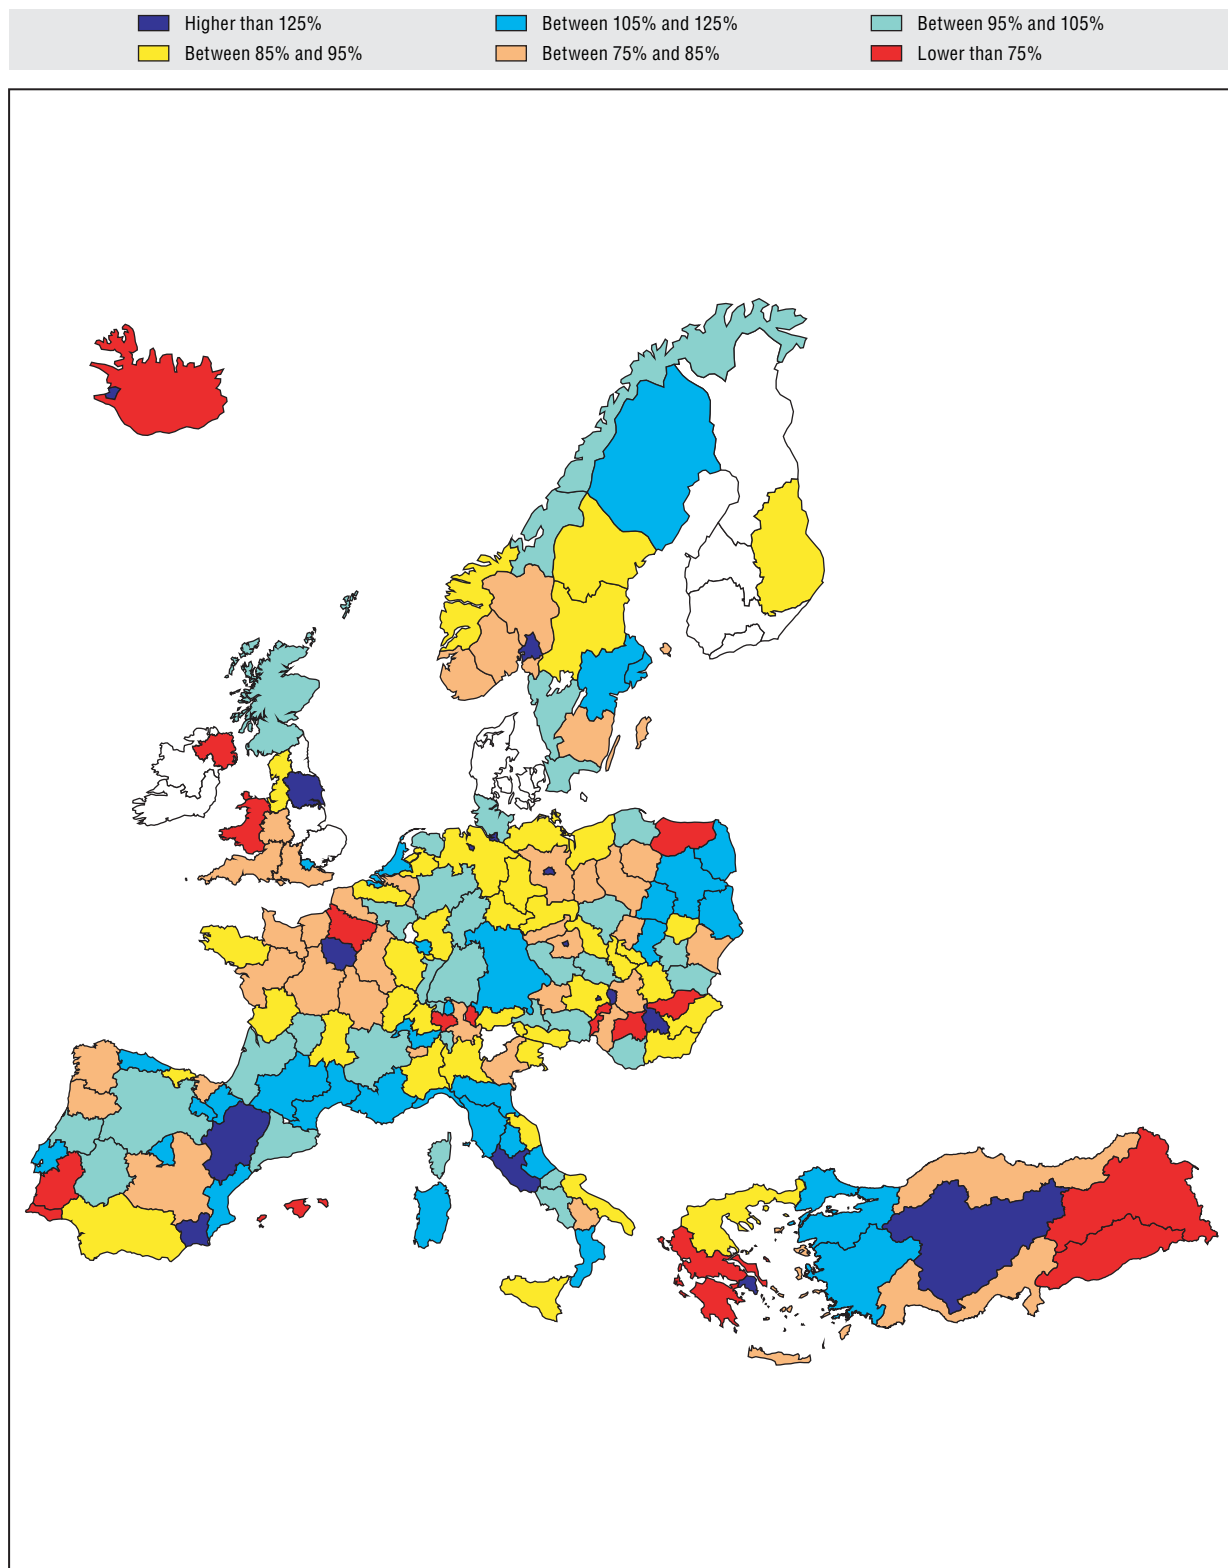 Higher than 125% Between 105% and 125% Between 95% and 105%
Between 85% and 95% Between 75% and 85% Lower than 75%